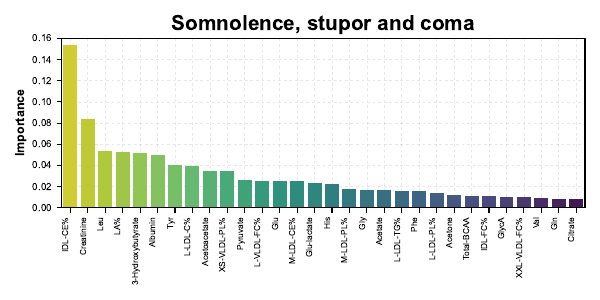 Somnolence, stupor and coma
0.16
0.14
0.12
0.10
0.08
0.06
0.04
0.02
0.00
Importance
IDL-CE%
Creatinine
Leu
LA%
3-Hydroxybutyrate
Albumin
Tyr
L-LDL-C%
Acetoacetate
XS-VLDL-PL%
Pyruvate
L-VLDL-FC%
Glu
M-LDL-CE%
Glu-lactate
His
M-LDL-PL%
Gly
Acetate
L-LDL-TG%
Phe
L-LDL-PL%
Acetone
Total-BCAA
IDL-FC%
GlycA
XXL-VLDL-FC%
Val
Gln
Citrate